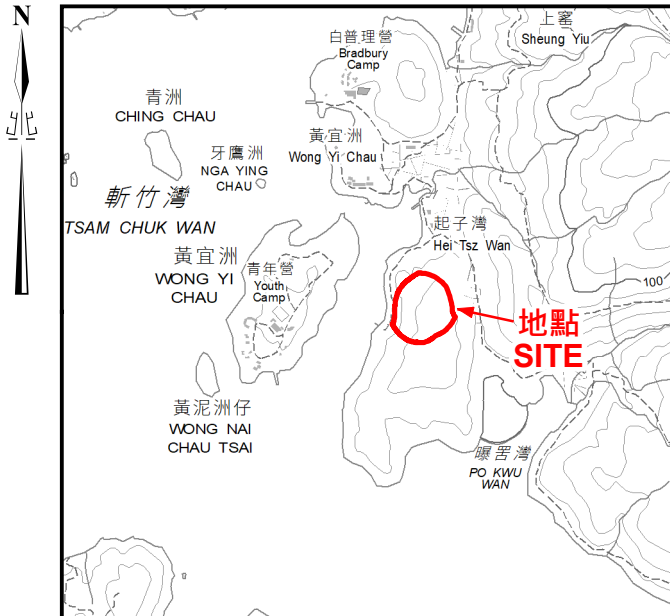 N
上窰
Sheung Yiu
白普理營
Bradbury
Camp
青洲
CHING CHAU
黃宜洲
Wong Yi Chau
牙鷹洲
NGA YING
CHAU
斬竹灣
TSAM CHUK WAN
起子灣
Hei Tsz Wan
黃宜洲
WONG YI
CHAU
青年營
Youth
Camp
100
地點
SITE
黃泥洲仔
WONG NAI
CHAU TSAI
曝罟灣
PO KWU
WAN
北